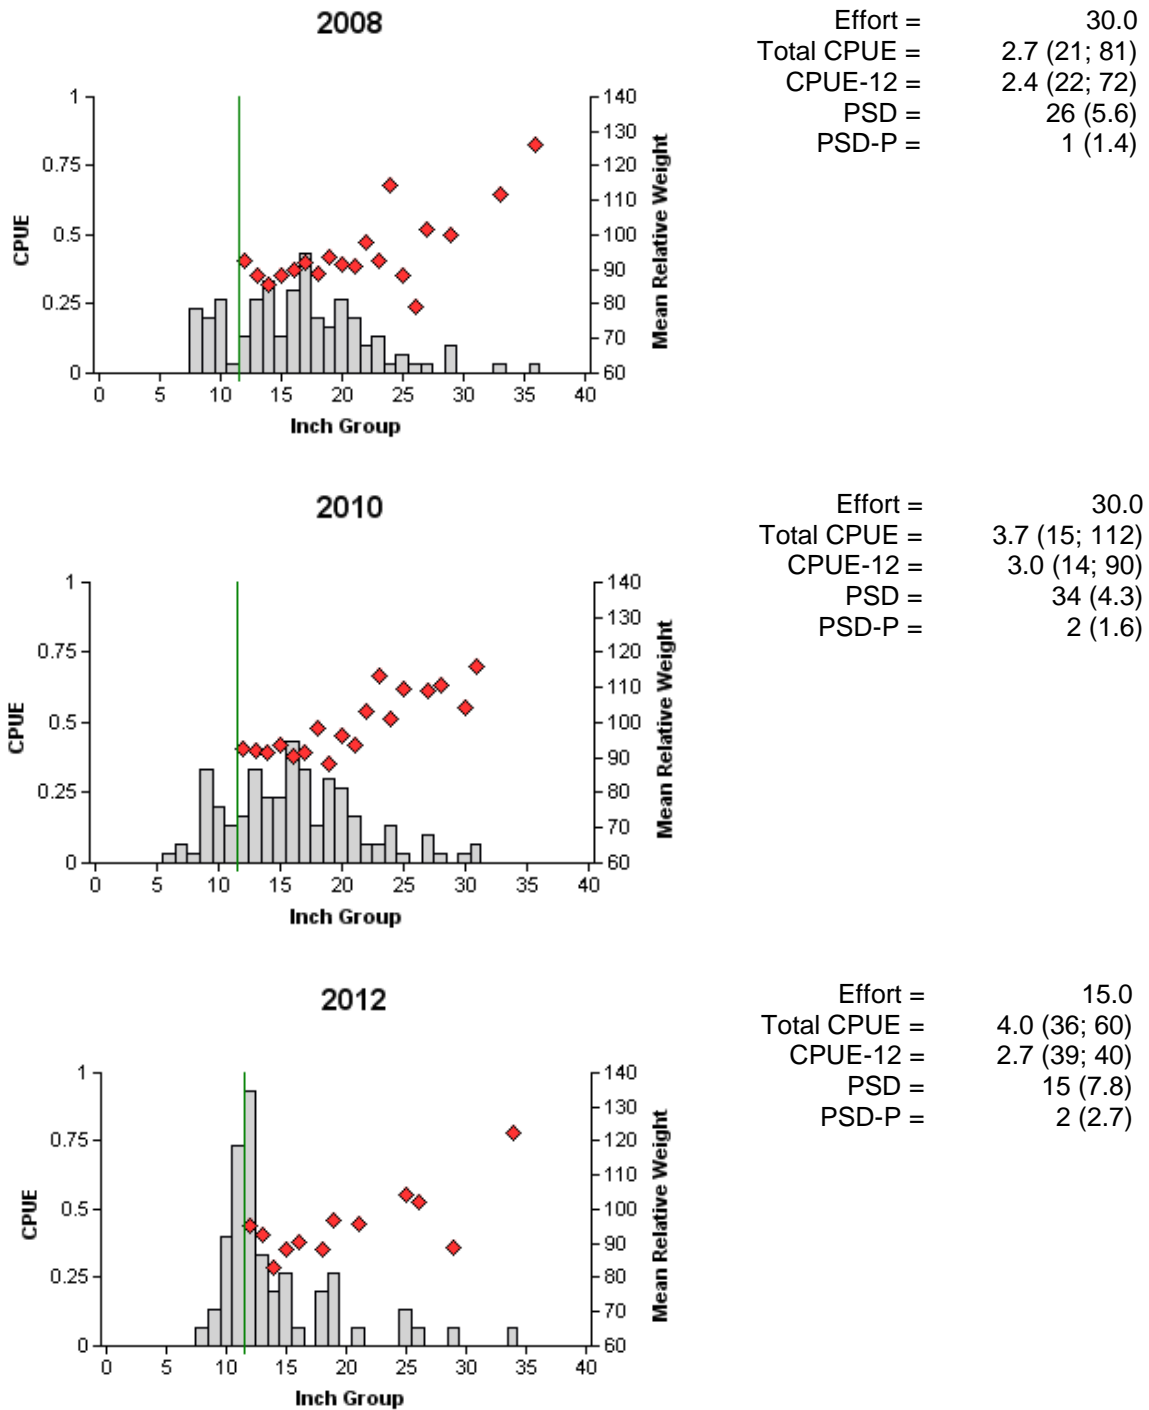 2008
Effort = 30.0
Total CPUE = 2.7 (21; 81)
CPUE-12 = 2.4 (22; 72)
PSD = 26 (5.6)
PSD-P = 1 (1.4)
1 140
130
0.75 120
110
0.5 100
90
0.25 80
70
0 60
CPUE
Mean Relative Weight
0 5 10 15 20 25 30 35 40
Inch Group
2010
Effort = 30.0
Total CPUE = 3.7 (15; 112)
CPUE-12 = 3.0 (14; 90)
PSD = 34 (4.3)
PSD-P = 2 (1.6)
1 140
130
0.75 120
110
0.5 100
90
0.25 80
70
0 60
CPUE
Mean Relative Weight
0 5 10 15 20 25 30 35 40
Inch Group
2012
Effort = 15.0
Total CPUE = 4.0 (36; 60)
CPUE-12 = 2.7 (39; 40)
PSD = 15 (7.8)
PSD-P = 2 (2.7)
1 140
130
0.75 120
110
0.5 100
90
0.25 80
70
0 60
CPUE
Mean Relative Weight
0 5 10 15 20 25 30 35 40
Inch Group